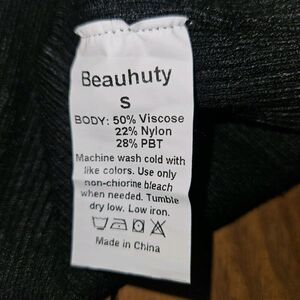 Beauhuty
S
BODY: 50% Viscose
22% Nylon
28% PBT
Machine wash cold with
like colors. Use only
non-chlorine bleach
when needed. Tumble
dry low. Low iron.
Made in China